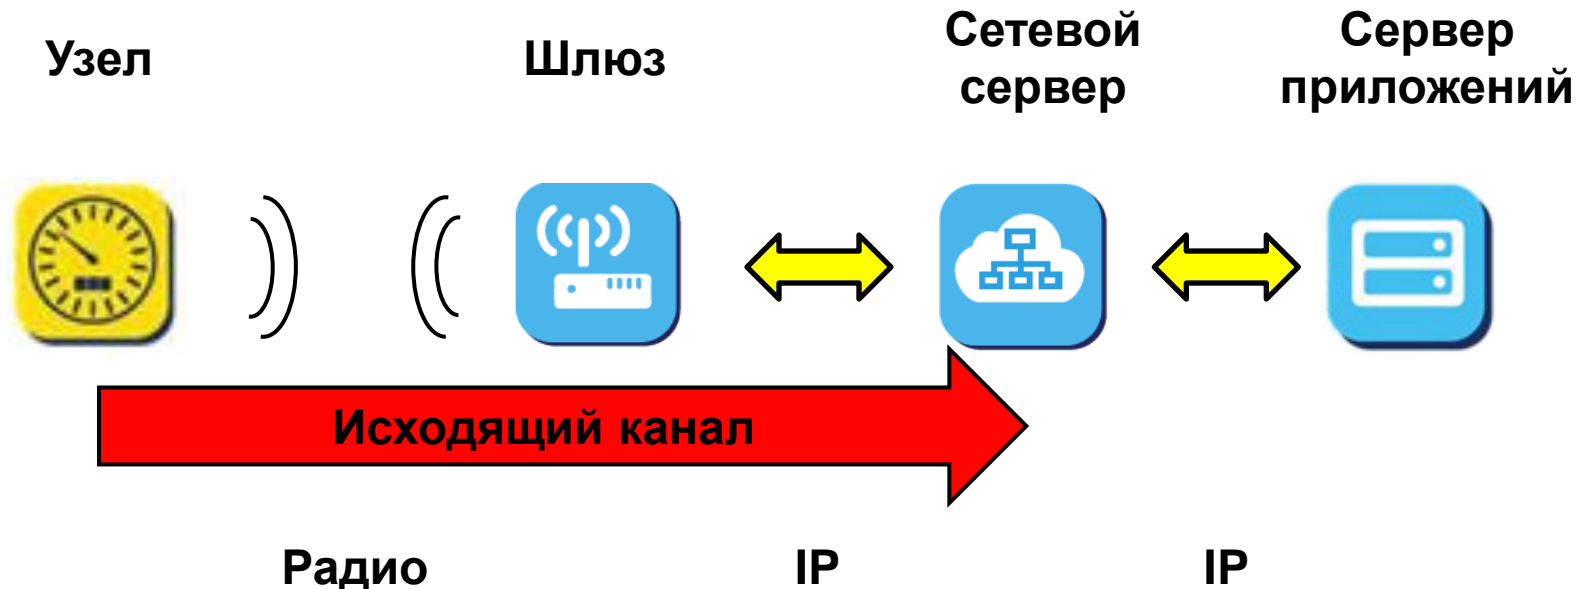 Узел
Шлюз
Сетевой
сервер
Сервер
приложений
Исходящий канал
Радио
IP
IP